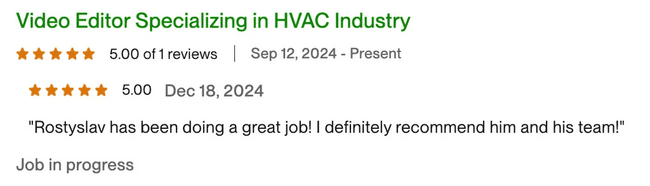 Video Editor Specializing in HVAC Industry
5.00 of 1 reviews | Sep 12, 2024 - Present
5.00 Dec 18, 2024
"Rostyslav has been doing a great job! I definitely recommend him and his team!"
Job in progress